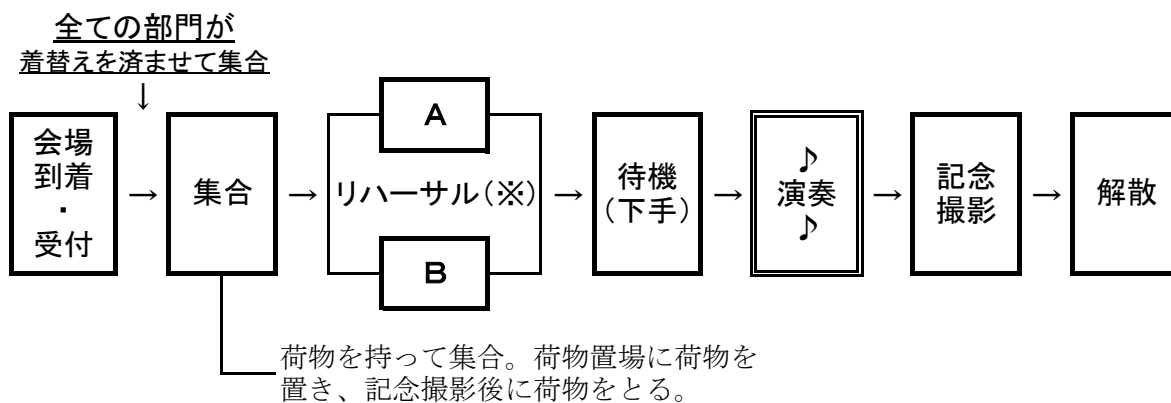 全ての部門が
着替えを済ませて集合
↓
会場
到着
・
受付
→
集合
→
A
リハーサル(※)
B
→
待機
(下手)
→
♪
演奏
♪
→
記念
撮影
→
解散
荷物を持って集合。荷物置場に荷物を
置き、記念撮影後に荷物をとる。